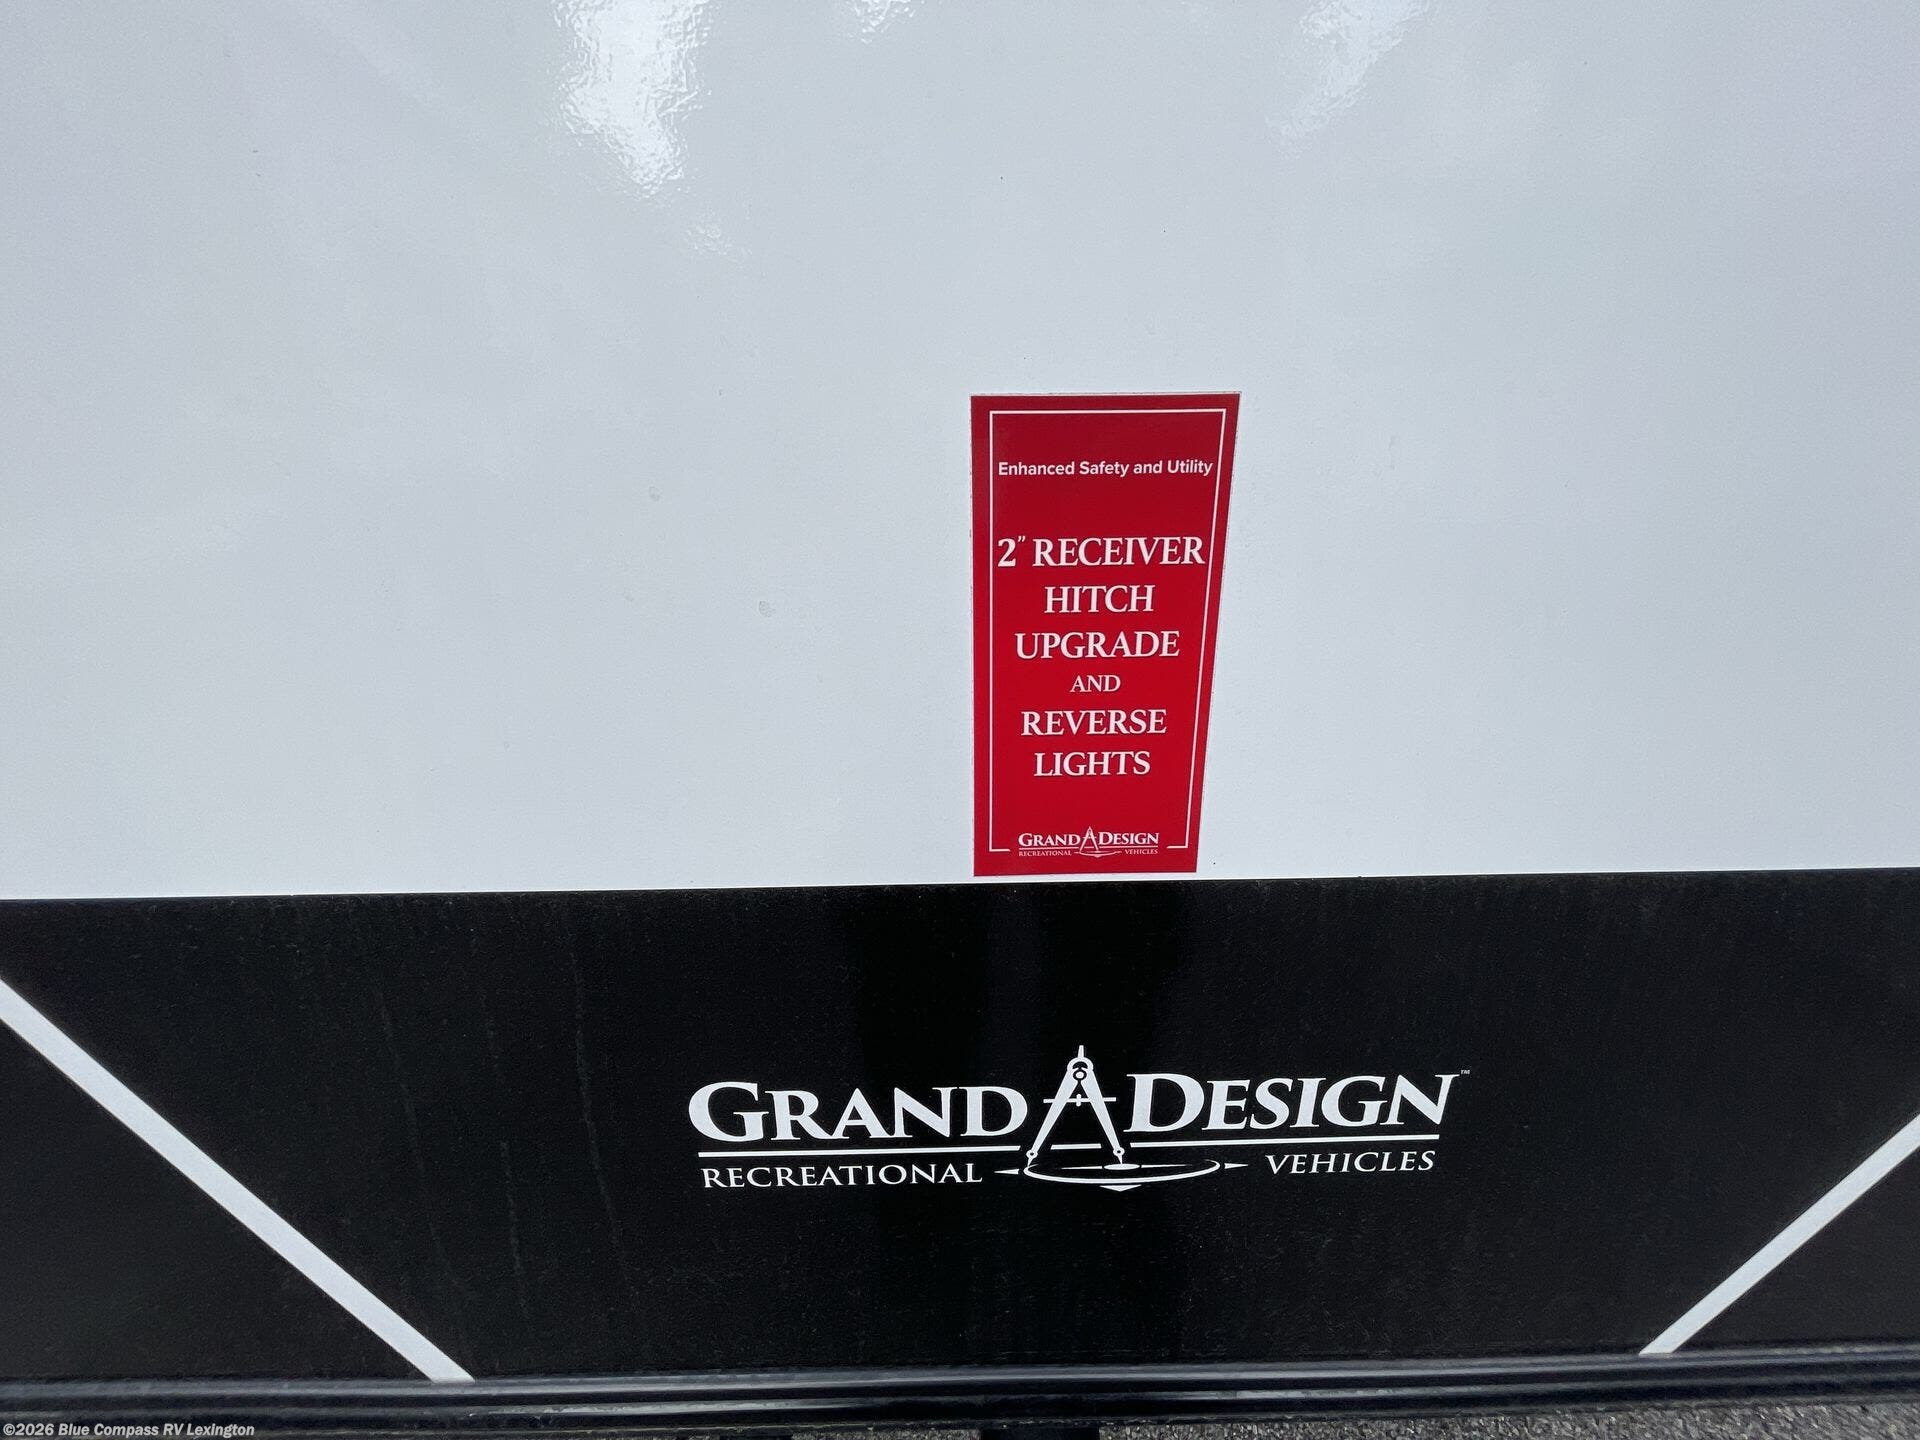 Enhanced Safety and Utility
2" RECEIVER
HITCH
UPGRADE
AND
REVERSE
LIGHTS
GRAND DESIGN
RECREATIONAL VEHICLES
GRAND DESIGN™
RECREATIONAL VEHICLES
©2026 Blue Compass RV Lexington